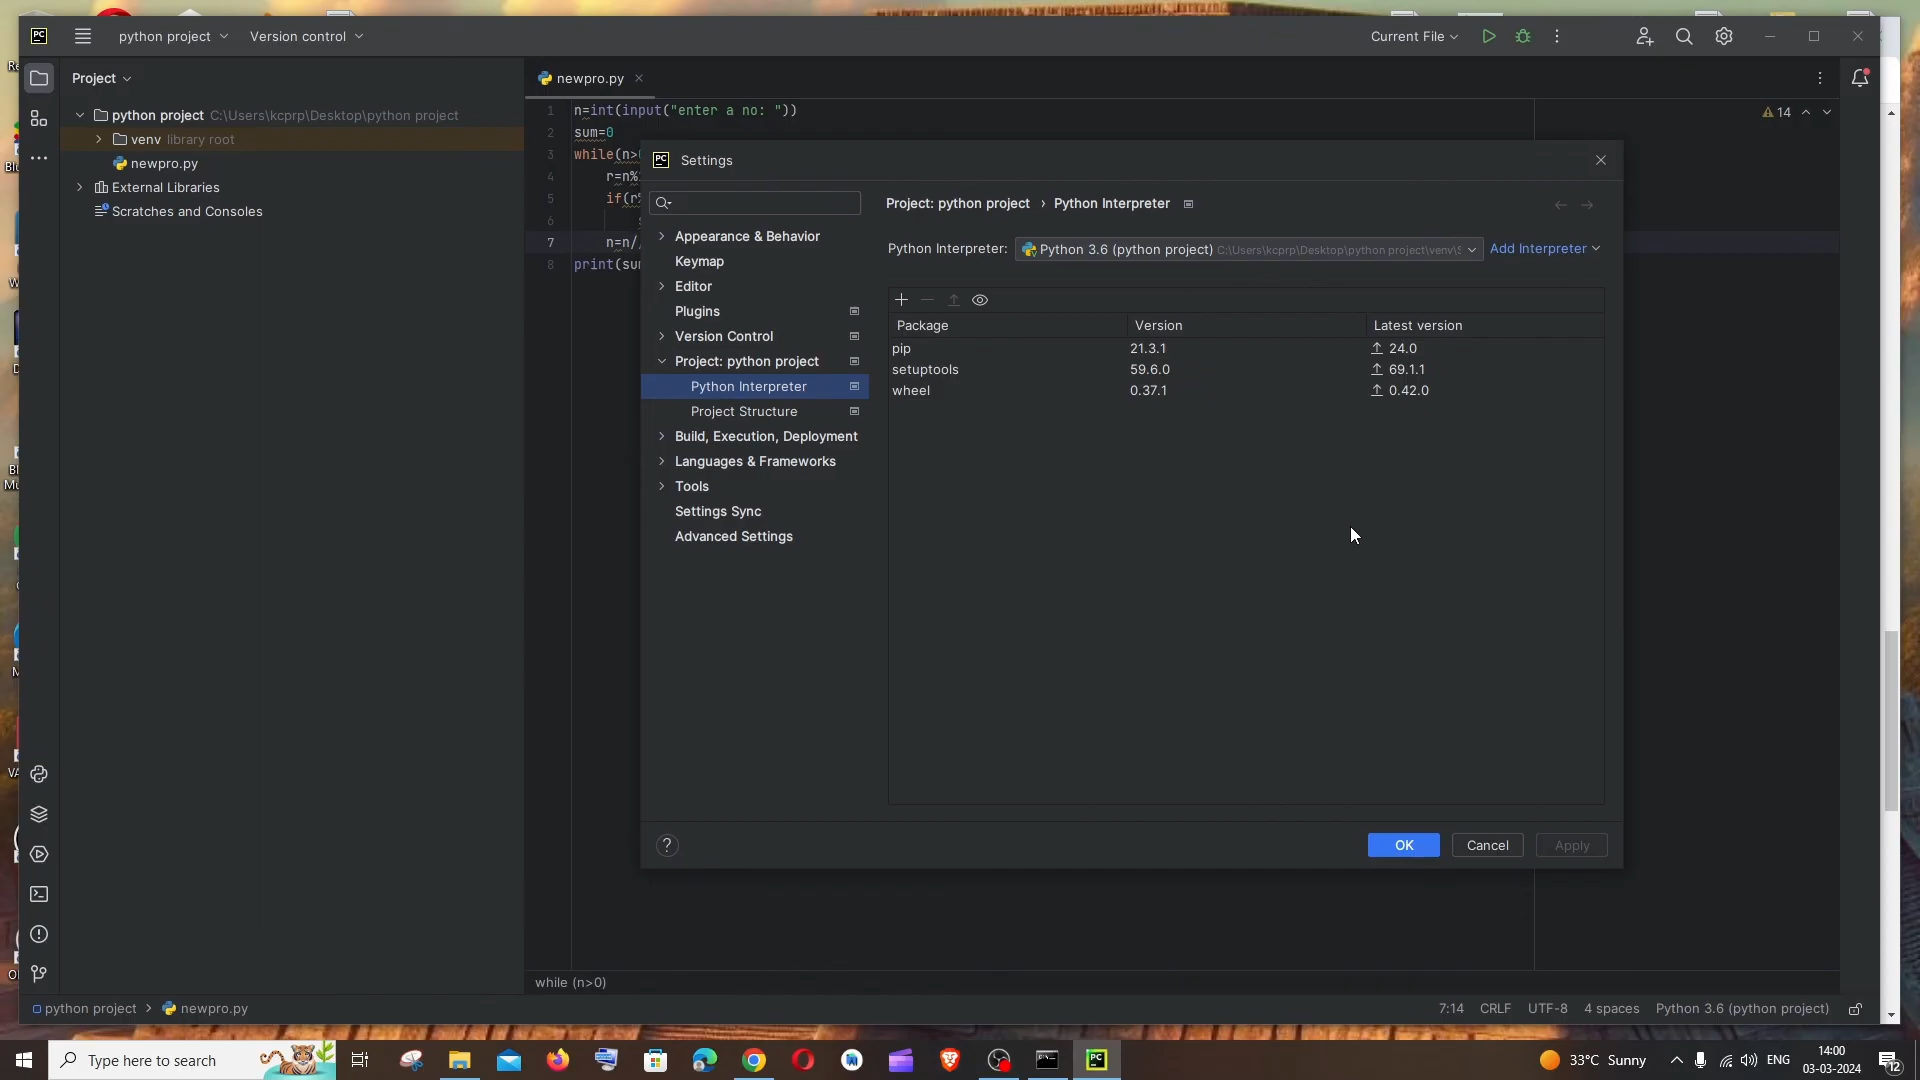 python project
Version control
Current File
Project
newpro.py
python project C:\Users\kcprp\Desktop\python project
venv library root
newpro.py
External Libraries
Scratches and Consoles
14
1 n=int(input("enter a no: "))
2 sum=0
3 while(n>
4 r=n%
5 if(r%
6
7 n=n/
8 print(su
Settings
Appearance & Behavior
Keymap
Editor
Plugins
Version Control
Project: python project
Python Interpreter
Project Structure
Build, Execution, Deployment
Languages & Frameworks
Tools
Settings Sync
Advanced Settings
Project: python project › Python Interpreter
Python Interpreter: Python 3.6 (python project) C:\Users\kcprp\Desktop\python project\venv\S Add Interpreter
Package Version Latest version
pip 21.3.1 24.0
setuptools 59.6.0 69.1.1
wheel 0.37.1 0.42.0
?
OK Cancel Apply
while (n>0)
python project > newpro.py
7:14 CRLF UTF-8 4 spaces Python 3.6 (python project)
Type here to search
33°C Sunny
ENG
14:00
03-03-2024
12